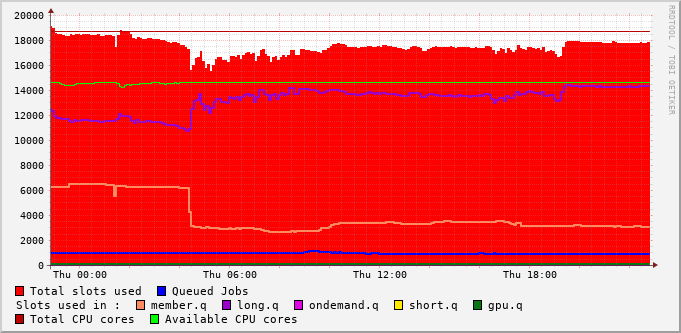 20000
18000
16000
14000
12000
10000
8000
6000
4000
2000
0
Thu 00:00 Thu 06:00 Thu 12:00 Thu 18:00
RRDTOOL / TOBI OETIKER
Total slots used Queued Jobs
Slots used in : member.q long.q ondemand.q short.q gpu.q
Total CPU cores Available CPU cores